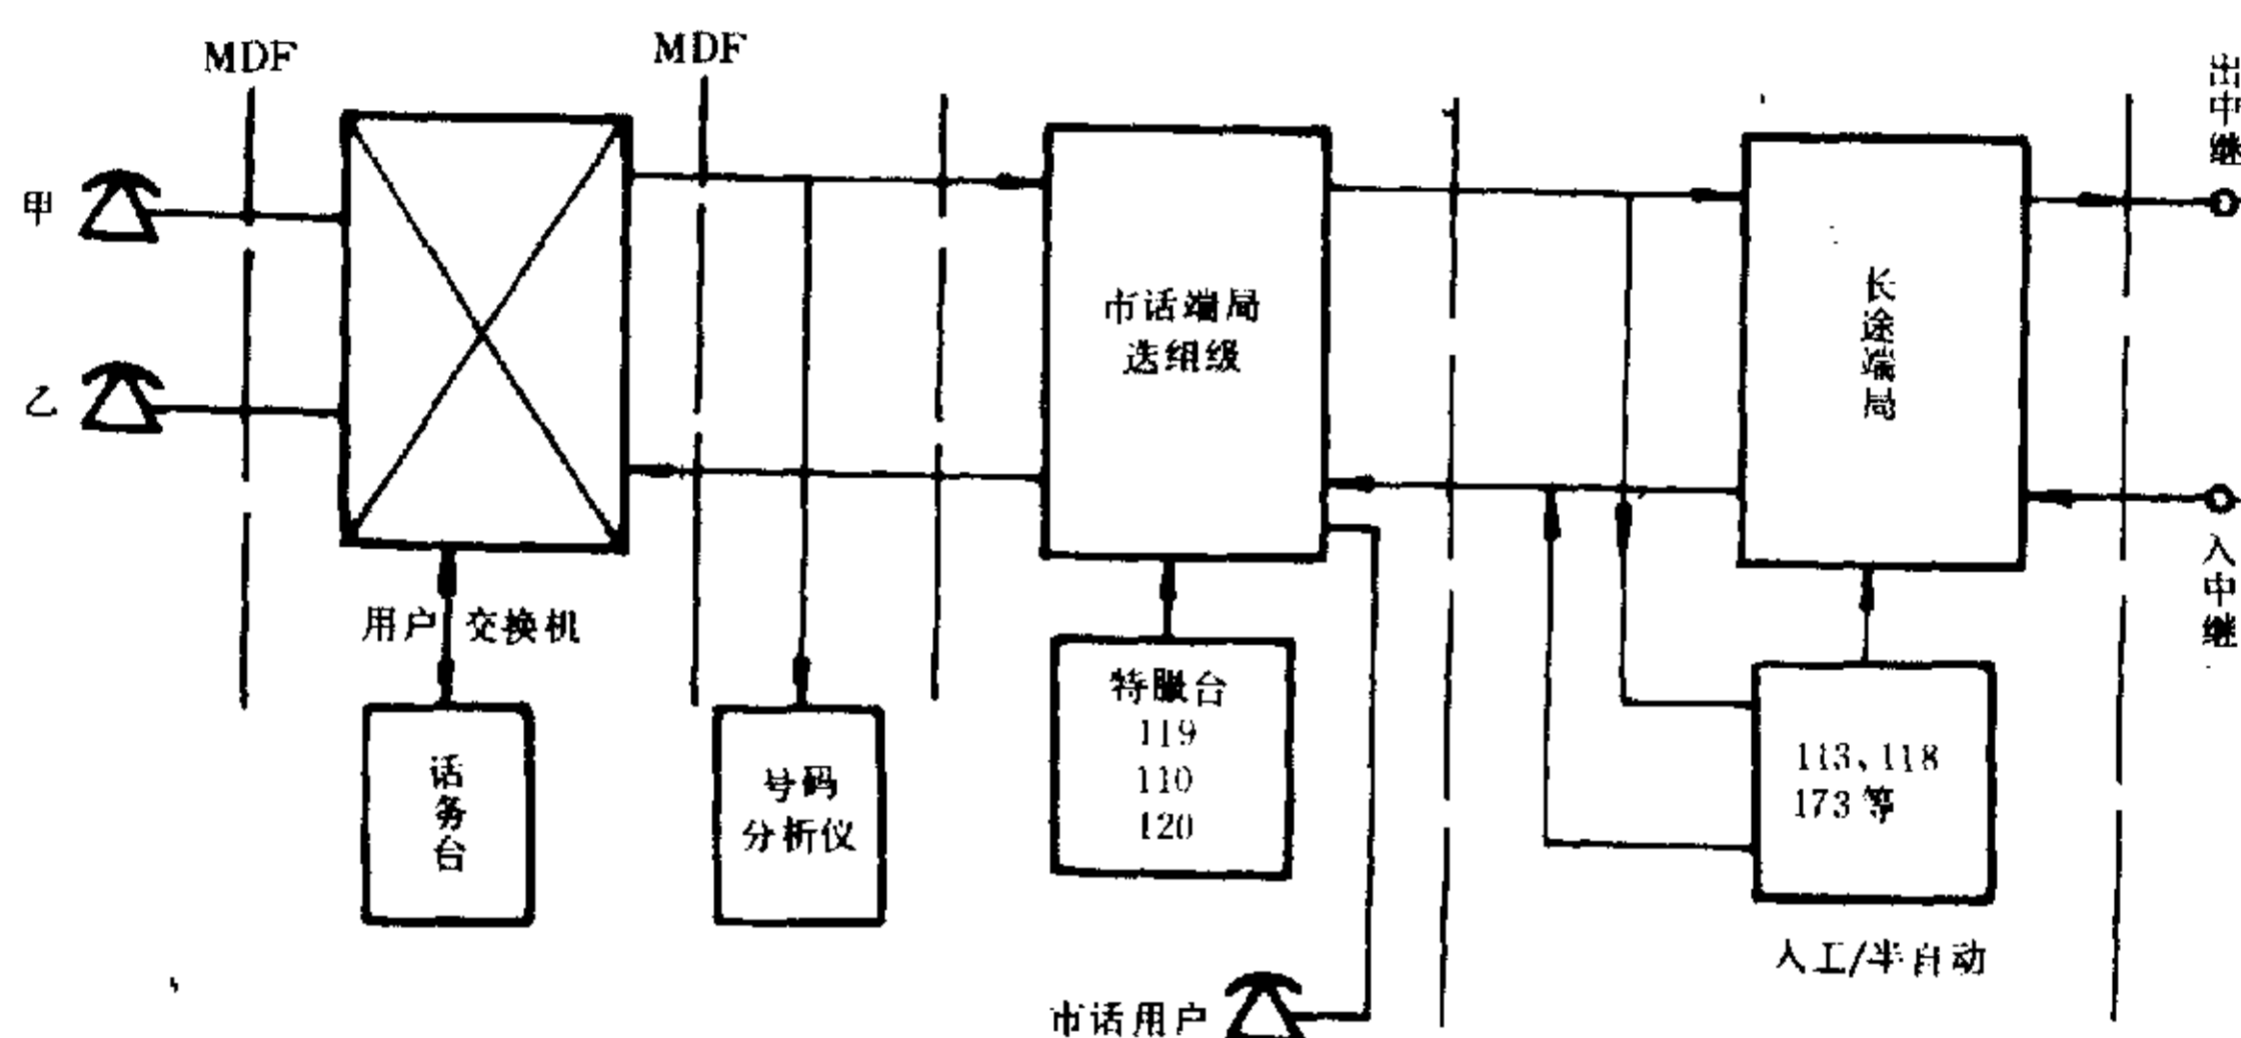 MDF
MDF
出中继
甲
乙
市话端局
选组级
长途端局
入中继
用户 交换机
话务台
号码
分析仪
特服台
119
110
120
113、118
173等
人工/半自动
市话用户